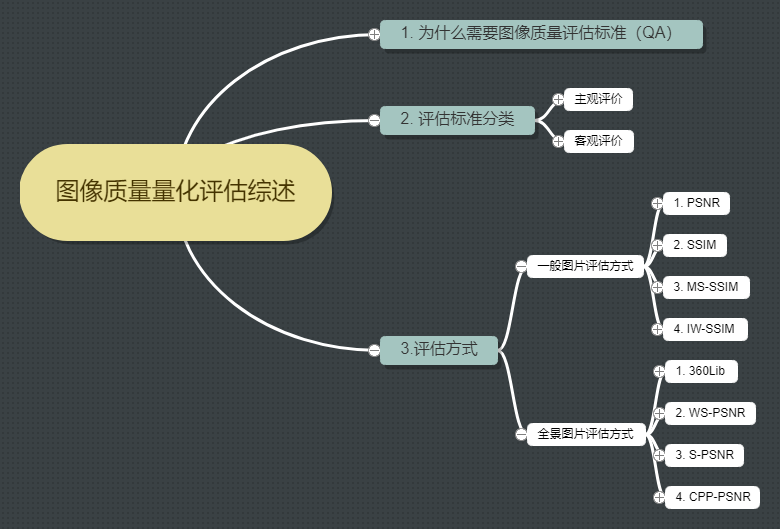 1. 为什么需要图像质量评估标准（QA）
2. 评估标准分类
主观评价
客观评价
图像质量量化评估综述
3.评估方式
一般图片评估方式
1. PSNR
2. SSIM
3. MS-SSIM
4. IW-SSIM
全景图片评估方式
1. 360Lib
2. WS-PSNR
3. S-PSNR
4. CPP-PSNR